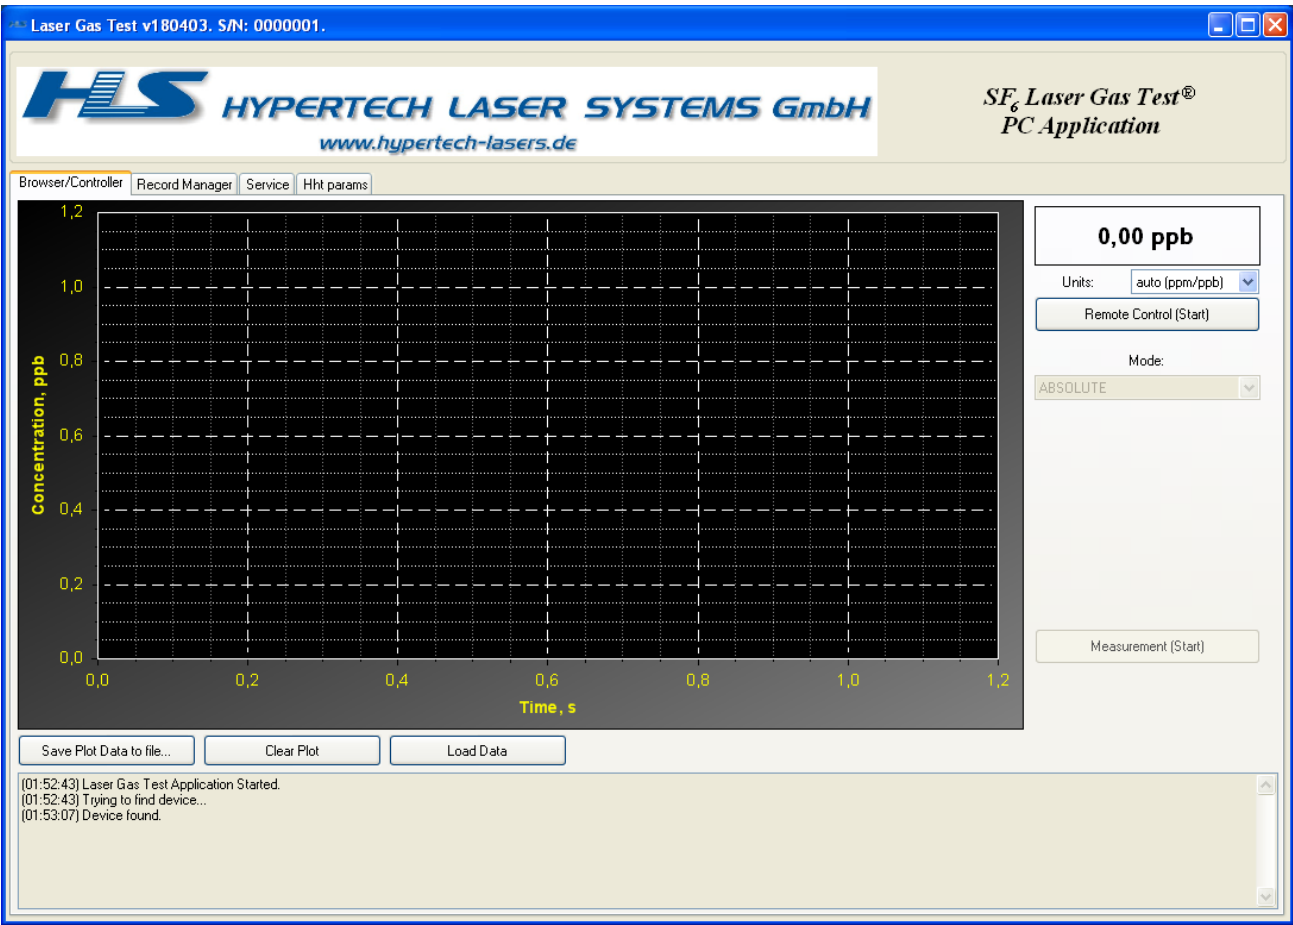 Laser Gas Test v180403. S/N: 0000001.
HLS HYPERTECH LASER SYSTEMS GmbH
www.hypertech-lasers.de
SF6 Laser Gas Test®
PC Application
Browser/Controller Record Manager Service Hht params
1,2
1,0
0,8
0,6
0,4
0,2
0,0
Concentration, ppb
0,0 0,2 0,4 0,6 0,8 1,0 1,2
Time, s
0,00 ppb
Units: auto (ppm/ppb)
Remote Control (Start)
Mode:
ABSOLUTE
Measurement (Start)
Save Plot Data to file... Clear Plot Load Data
(01:52:43) Laser Gas Test Application Started.
(01:52:43) Trying to find device...
(01:53:07) Device found.